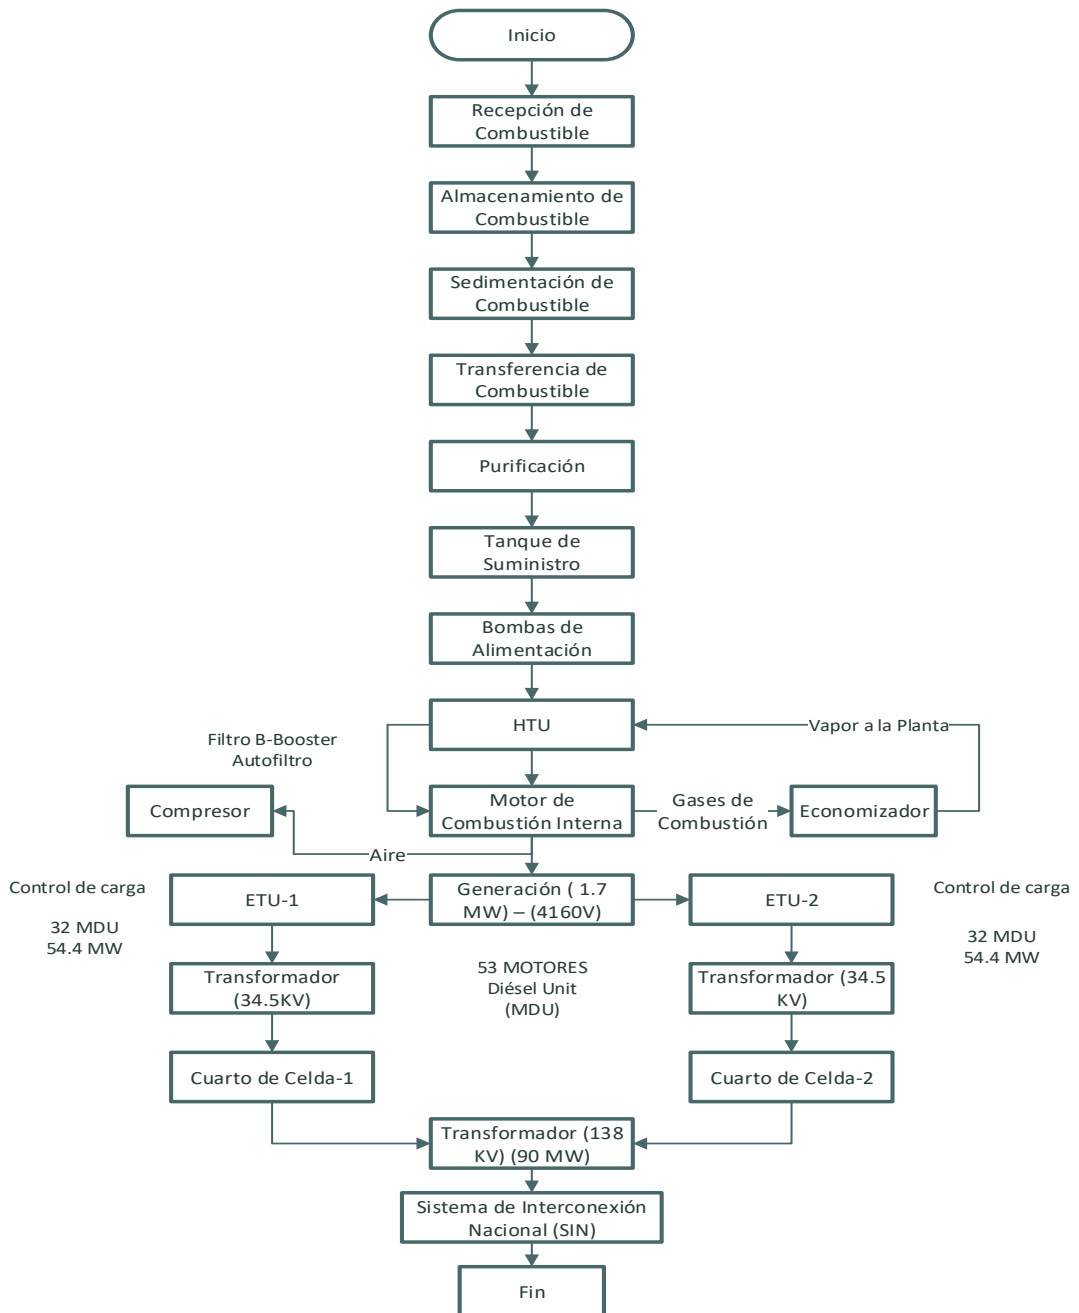 Inicio
Recepción de
Combustible
Almacenamiento de
Combustible
Sedimentación de
Combustible
Transferencia de
Combustible
Purificación
Tanque de
Suministro
Bombas de
Alimentación
HTU
Vapor a la Planta
Filtro B-Booster
Autofiltro
Compresor
Motor de
Combustión Interna
Gases de
Combustión
Economizador
Aire
Control de carga
32 MDU
54.4 MW
ETU-1
Generación ( 1.7
MW) – (4160V)
ETU-2
Control de carga
32 MDU
54.4 MW
Transformador
(34.5KV)
53 MOTORES
Diésel Unit
(MDU)
Transformador (34.5
KV)
Cuarto de Celda-1
Cuarto de Celda-2
Transformador (138
KV) (90 MW)
Sistema de Interconexión
Nacional (SIN)
Fin